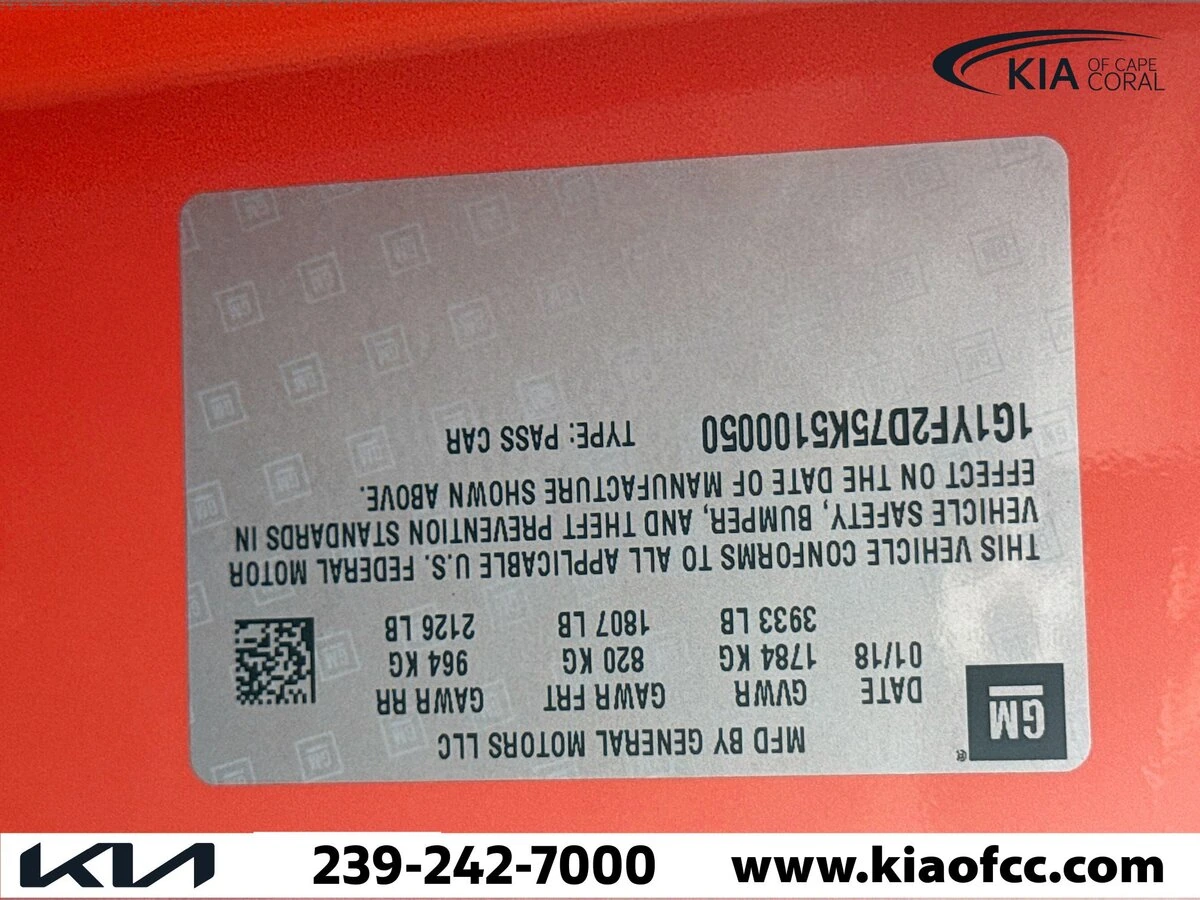 KIA OF CAPE CORAL
MFD BY GENERAL MOTORS LLC
GM ®
DATE GVWR GAWR FRT GAWR RR
01/18 1784 KG 820 KG 964 KG
3933 LB 1807 LB 2126 LB
THIS VEHICLE CONFORMS TO ALL APPLICABLE U.S. FEDERAL MOTOR
VEHICLE SAFETY, BUMPER, AND THEFT PREVENTION STANDARDS IN
EFFECT ON THE DATE OF MANUFACTURE SHOWN ABOVE.
1G1YF2D75K5100050 TYPE: PASS CAR
KIA 239-242-7000 www.kiaofcc.com